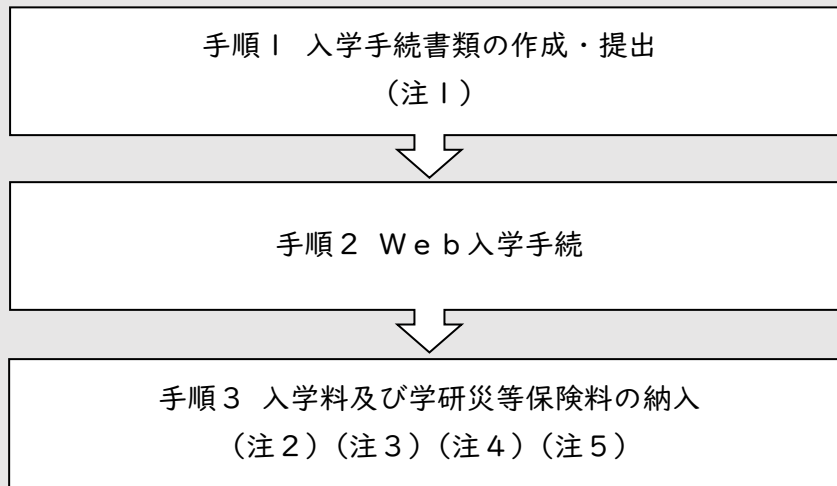 手順１ 入学手続書類の作成・提出
（注１）
手順２ Ｗｅｂ入学手続
手順３ 入学料及び学研災等保険料の納入
（注２）（注３）（注４）（注５）